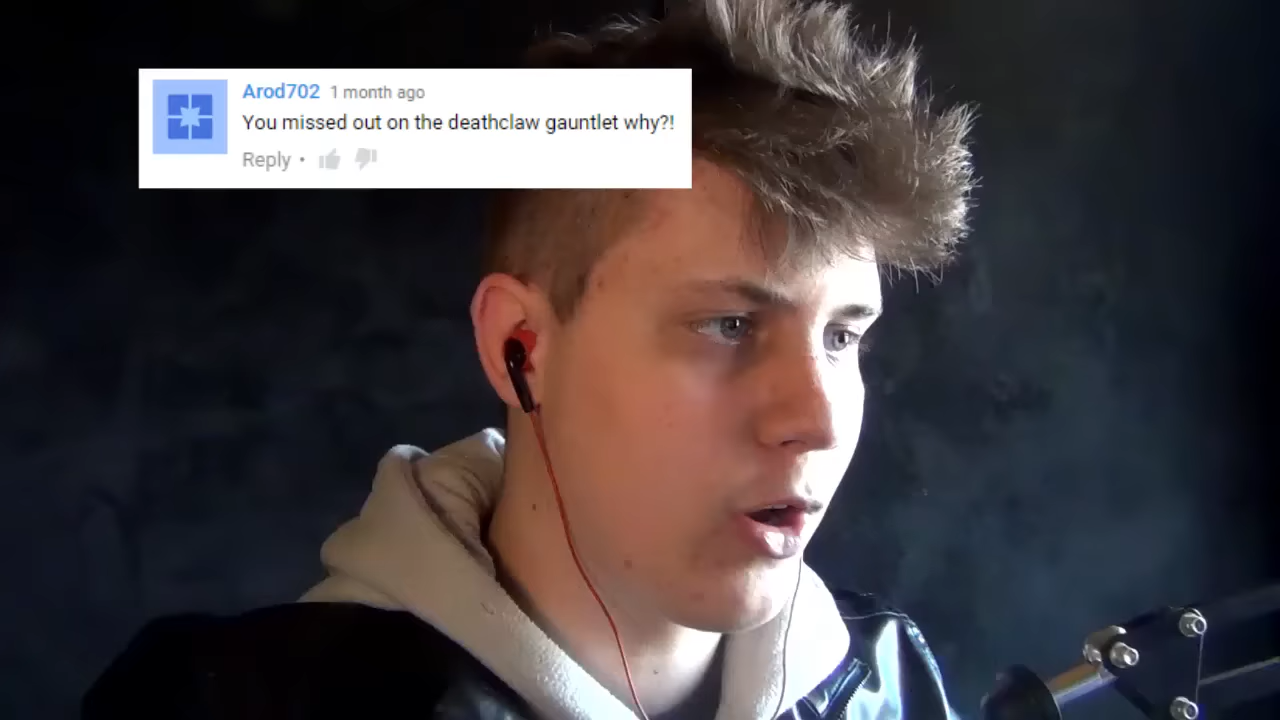 Arod702 1 month ago
You missed out on the deathclaw gauntlet why?!
Reply •